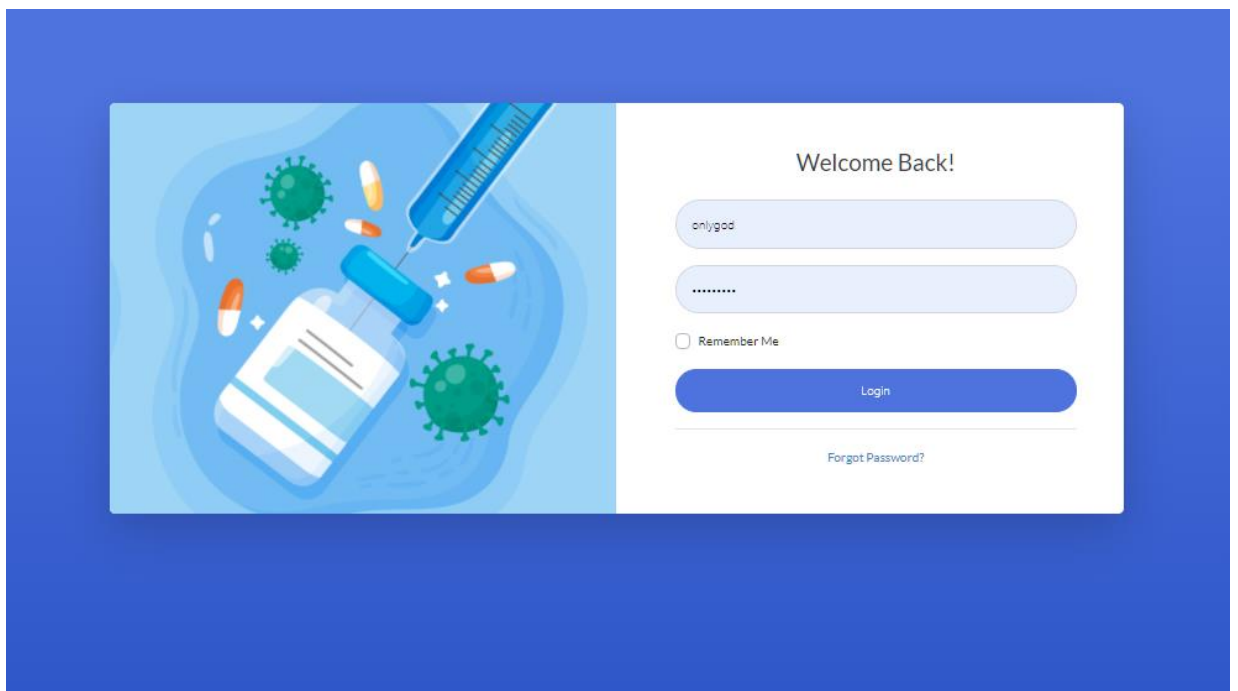 Welcome Back!
onlygod
•••••••••
Remember Me
Login
Forgot Password?